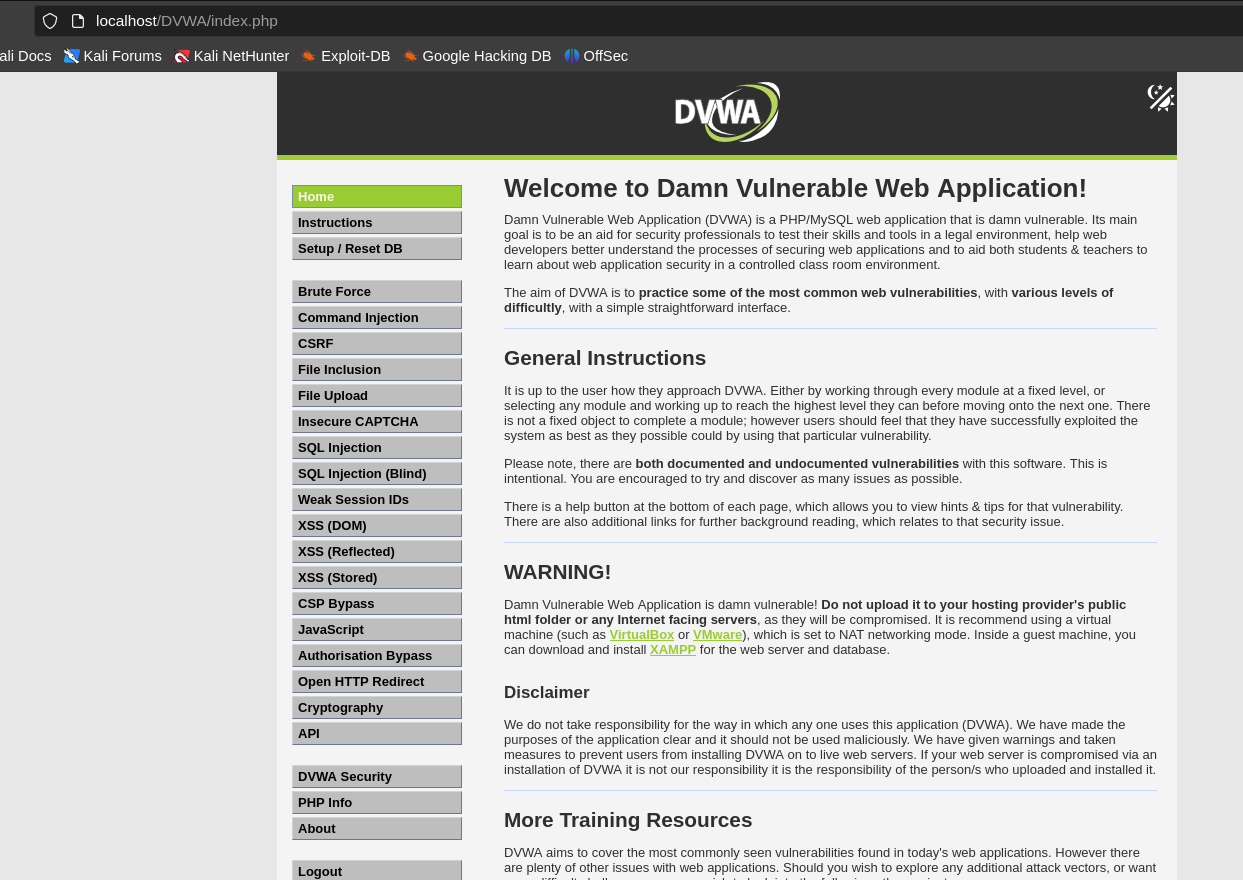 localhost/DVWA/index.php
ali Docs Kali Forums Kali NetHunter Exploit-DB Google Hacking DB OffSec
DVWA
Home
Instructions
Setup / Reset DB
Brute Force
Command Injection
CSRF
File Inclusion
File Upload
Insecure CAPTCHA
SQL Injection
SQL Injection (Blind)
Weak Session IDs
XSS (DOM)
XSS (Reflected)
XSS (Stored)
CSP Bypass
JavaScript
Authorisation Bypass
Open HTTP Redirect
Cryptography
API
DVWA Security
PHP Info
About
Logout
Welcome to Damn Vulnerable Web Application!
Damn Vulnerable Web Application (DVWA) is a PHP/MySQL web application that is damn vulnerable. Its main
goal is to be an aid for security professionals to test their skills and tools in a legal environment, help web
developers better understand the processes of securing web applications and to aid both students & teachers to
learn about web application security in a controlled class room environment.
The aim of DVWA is to practice some of the most common web vulnerabilities, with various levels of
difficultly, with a simple straightforward interface.
General Instructions
It is up to the user how they approach DVWA. Either by working through every module at a fixed level, or
selecting any module and working up to reach the highest level they can before moving onto the next one. There
is not a fixed object to complete a module; however users should feel that they have successfully exploited the
system as best as they possible could by using that particular vulnerability.
Please note, there are both documented and undocumented vulnerabilities with this software. This is
intentional. You are encouraged to try and discover as many issues as possible.
There is a help button at the bottom of each page, which allows you to view hints & tips for that vulnerability.
There are also additional links for further background reading, which relates to that security issue.
WARNING!
Damn Vulnerable Web Application is damn vulnerable! Do not upload it to your hosting provider's public
html folder or any Internet facing servers, as they will be compromised. It is recommend using a virtual
machine (such as VirtualBox or VMware), which is set to NAT networking mode. Inside a guest machine, you
can download and install XAMPP for the web server and database.
Disclaimer
We do not take responsibility for the way in which any one uses this application (DVWA). We have made the
purposes of the application clear and it should not be used maliciously. We have given warnings and taken
measures to prevent users from installing DVWA on to live web servers. If your web server is compromised via an
installation of DVWA it is not our responsibility it is the responsibility of the person/s who uploaded and installed it.
More Training Resources
DVWA aims to cover the most commonly seen vulnerabilities found in today's web applications. However there
are plenty of other issues with web applications. Should you wish to explore any additional attack vectors, or want